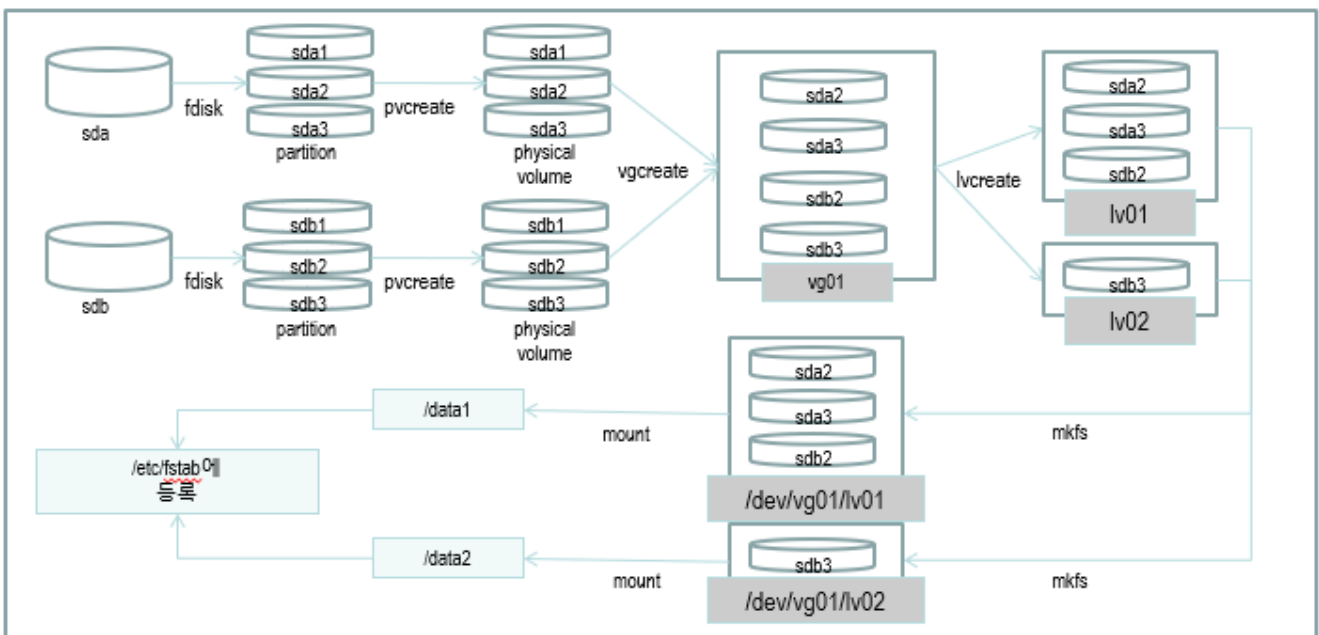 sda
fdisk
sda1
sda2
sda3
partition
pvcreate
sda1
sda2
sda3
physical
volume
sdb
fdisk
sdb1
sdb2
sdb3
partition
pvcreate
sdb1
sdb2
sdb3
physical
volume
vgcreate
sda2
sda3
sdb2
sdb3
vg01
lvcreate
sda2
sda3
sdb2
lv01
sdb3
lv02
mkfs
sda2
sda3
sdb2
/dev/vg01/lv01
mount
/data1
mkfs
sdb3
/dev/vg01/lv02
mount
/data2
/etc/fstab에
등록